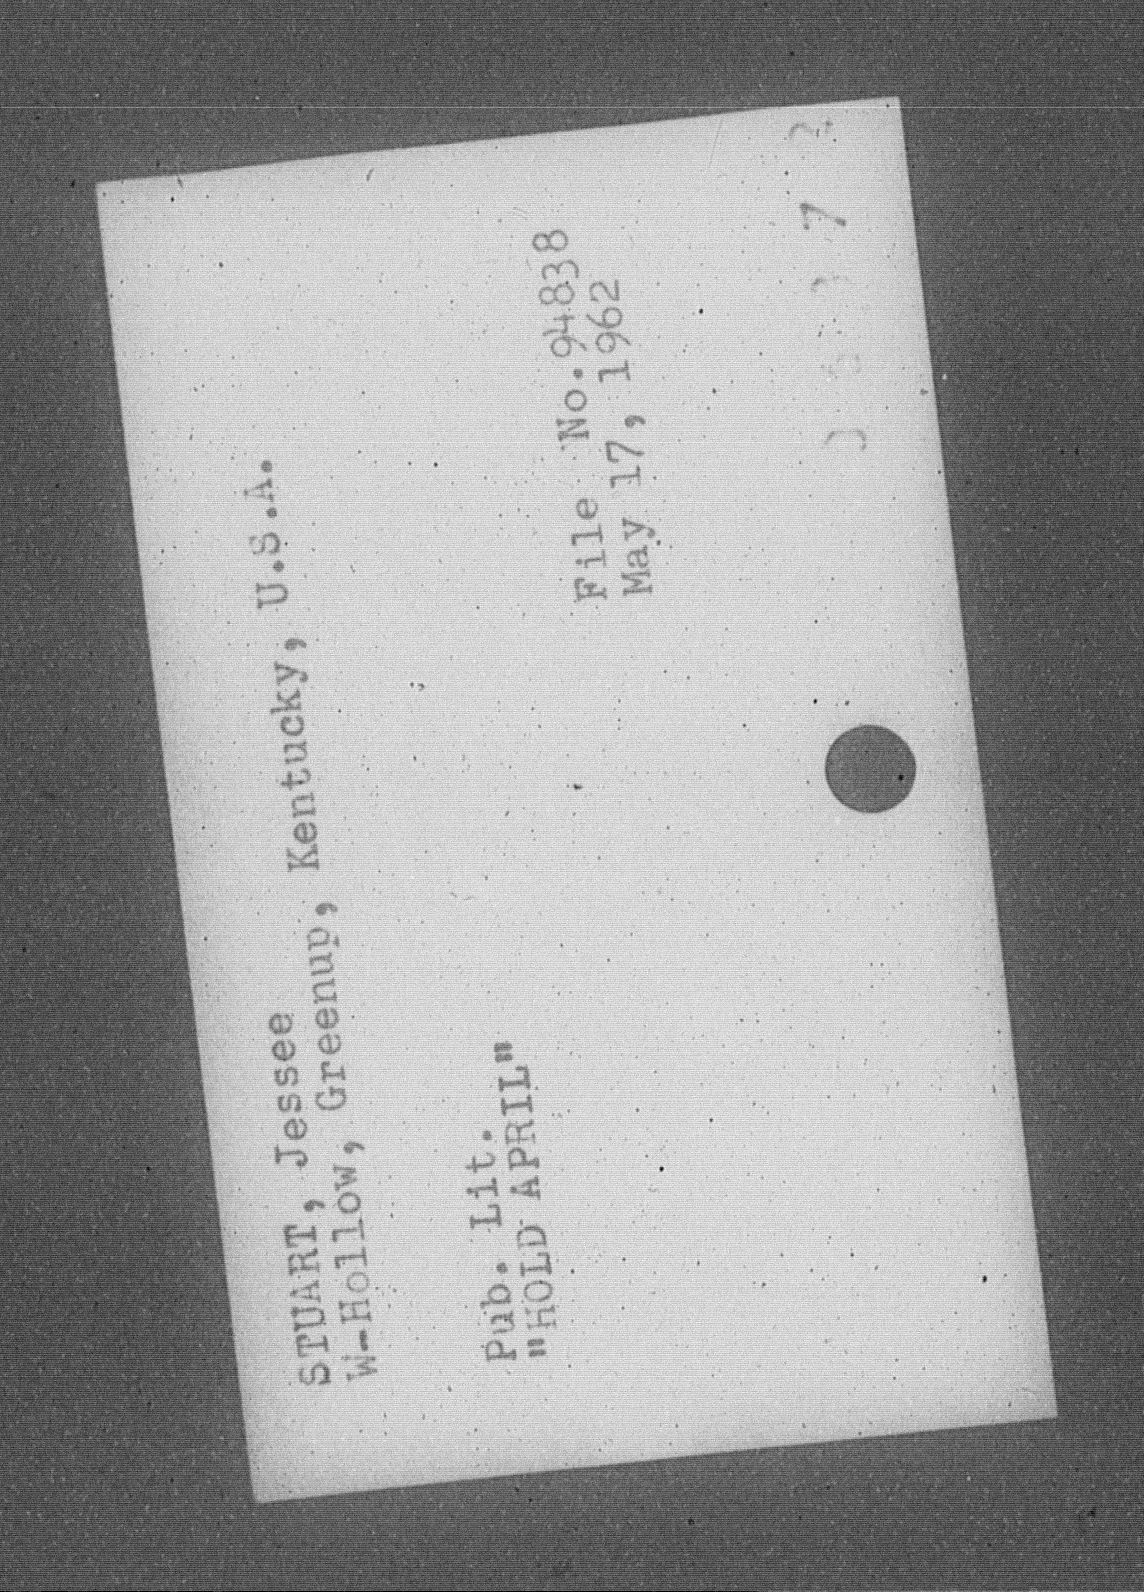 STUART, Jessee
W-Hollow, Greenup, Kentucky, U.S.A.
Pub. Lit.
"HOLD APRIL"
File No.94838
May 17, 1962